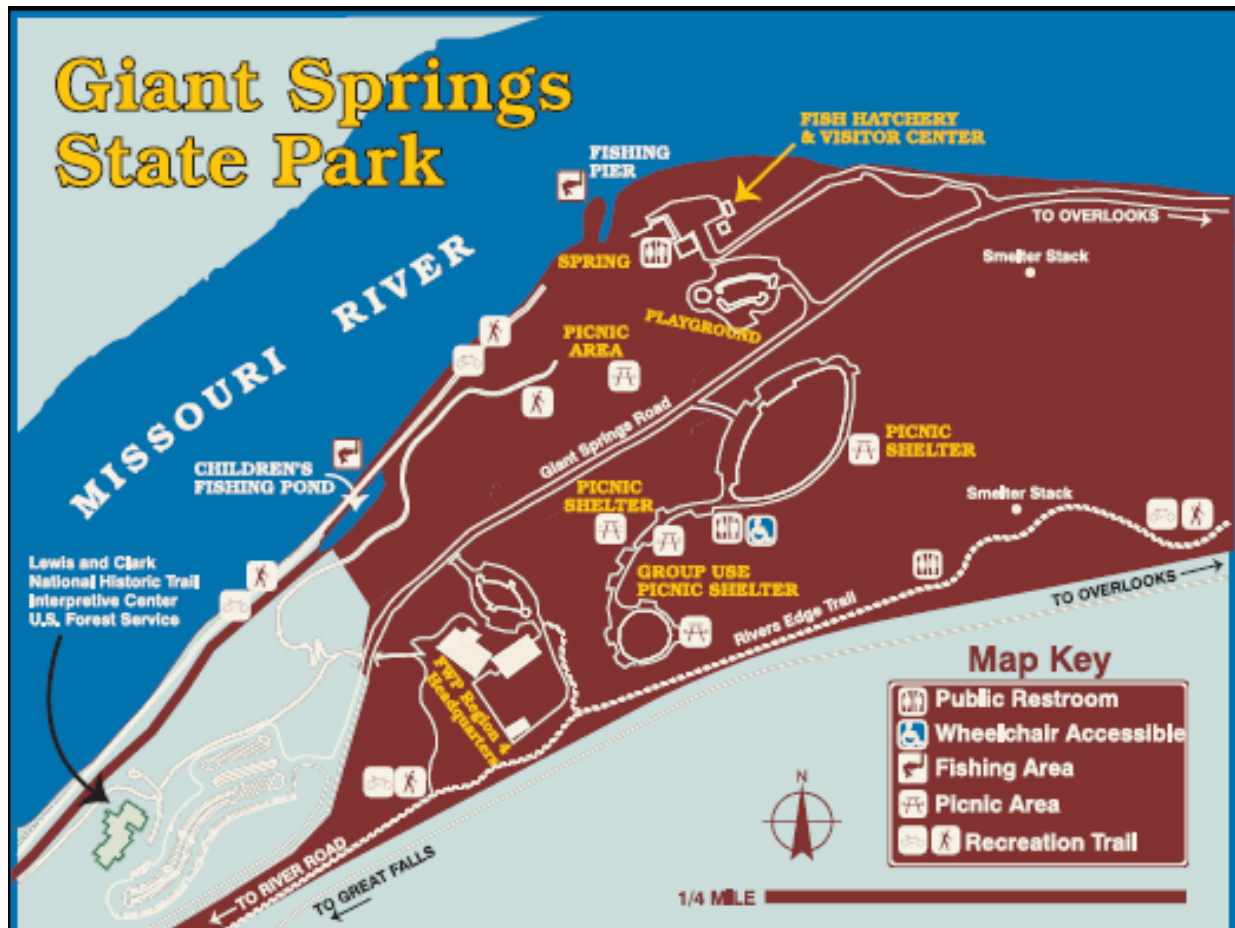 Giant Springs
State Park
FISH HATCHERY
& VISITOR CENTER
FISHING
PIER
TO OVERLOOKS
SPRING
Smelter Stack
MISSOURI RIVER
PLAYGROUND
PICNIC
AREA
Giant Springs Road
PICNIC
SHELTER
CHILDREN'S
FISHING POND
PICNIC
SHELTER
Smelter Stack
Lewis and Clark
National Historic Trail
Interpretive Center
U.S. Forest Service
GROUP USE
PICNIC SHELTER
Rivers Edge Trail
TO OVERLOOKS
FWP Region 4
Headquarters
TO RIVER ROAD
TO GREAT FALLS
Map Key
Public Restroom
Wheelchair Accessible
Fishing Area
Picnic Area
Recreation Trail
N
1/4 MILE